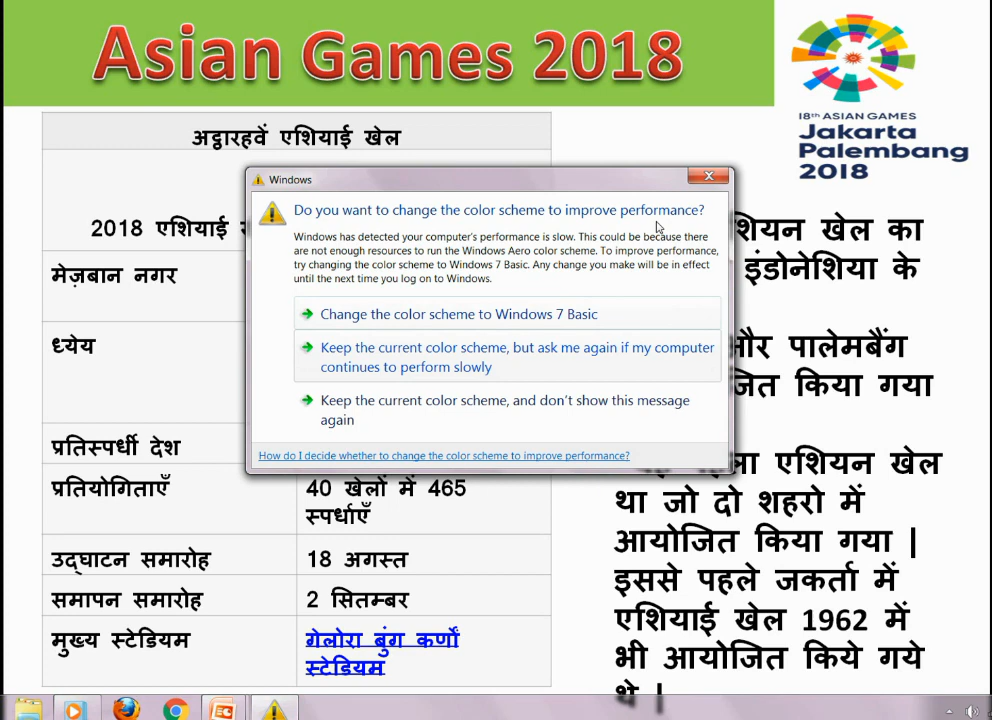 Asian Games 2018
18th ASIAN GAMES
Jakarta
Palembang
2018
अट्ठारहवें एशियाई खेल
2018 एशियाई
मेज़बान नगर
ध्येय
प्रतिस्पर्धी देश
प्रतियोगिताएँ
40 खेलों में 465
स्पर्धाएँ
उद्घाटन समारोह
18 अगस्त
समापन समारोह
2 सितम्बर
मुख्य स्टेडियम
गेलोरा बुंग कर्णों
स्टेडियम
Windows
Do you want to change the color scheme to improve performance?
Windows has detected your computer's performance is slow. This could be because there
are not enough resources to run the Windows Aero color scheme. To improve performance,
try changing the color scheme to Windows 7 Basic. Any change you make will be in effect
until the next time you log on to Windows.
Change the color scheme to Windows 7 Basic
Keep the current color scheme, but ask me again if my computer
continues to perform slowly
Keep the current color scheme, and don't show this message
again
How do I decide whether to change the color scheme to improve performance?
खेल का
इंडोनेशिया के
पालेमबैंग
किया गया
एशियन खेल
था जो दो शहरो में
आयोजित किया गया |
इससे पहले जकर्ता में
एशियाई खेल 1962 में
भी आयोजित किये गये
थे |